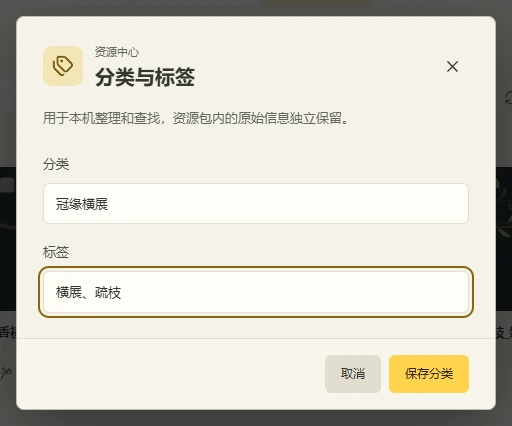 资源中心
分类与标签
用于本机整理和查找，资源包内的原始信息独立保留。
分类
冠缘横展
标签
横展、疏枝
取消
保存分类